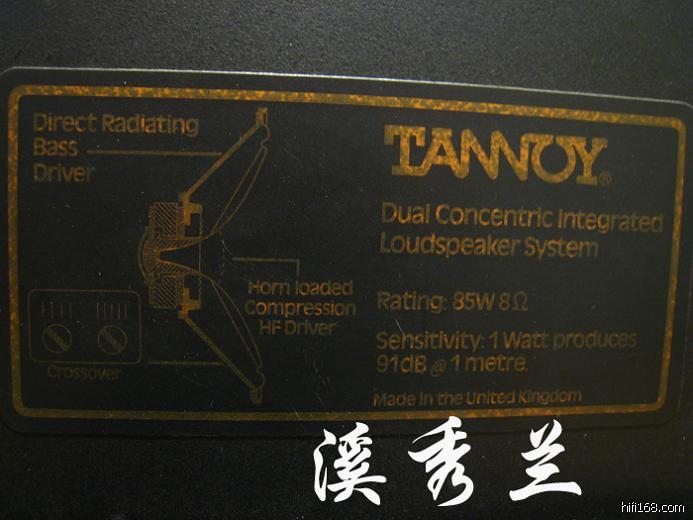 Direct Radiating
Bass
Driver
Horn loaded
Compression
HF Driver
Crossover
TANNOY®
Dual Concentric Integrated
Loudspeaker System
Rating: 85W 8Ω
Sensitivity: 1 Watt produces
91dB @ 1 metre.
Made in the United Kingdom
溪秀兰
hifi168.com